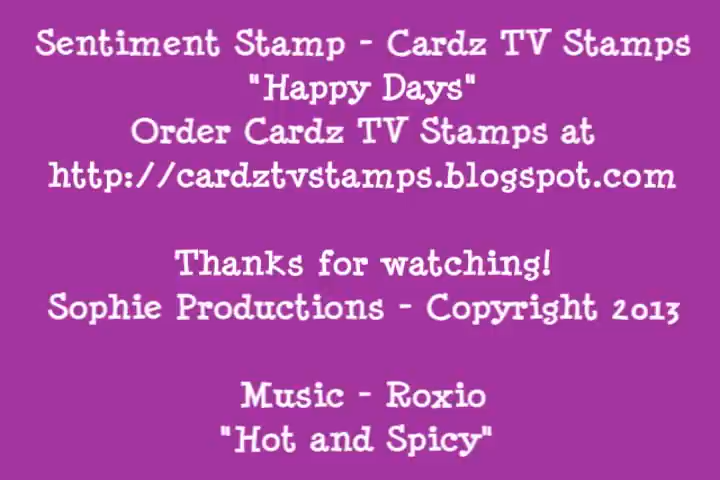 Sentiment Stamp - Cardz TV Stamps
"Happy Days"
Order Cardz TV Stamps at
http://cardztvstamps.blogspot.com
Thanks for watching!
Sophie Productions - Copyright 2013
Music - Roxio
"Hot and Spicy"